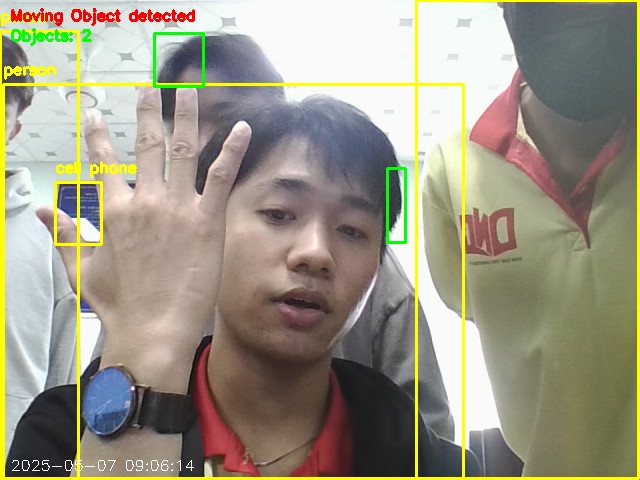 Moving Object detected
Objects: 2
person
cell phone
DNC
2025-05-07 09:06:14